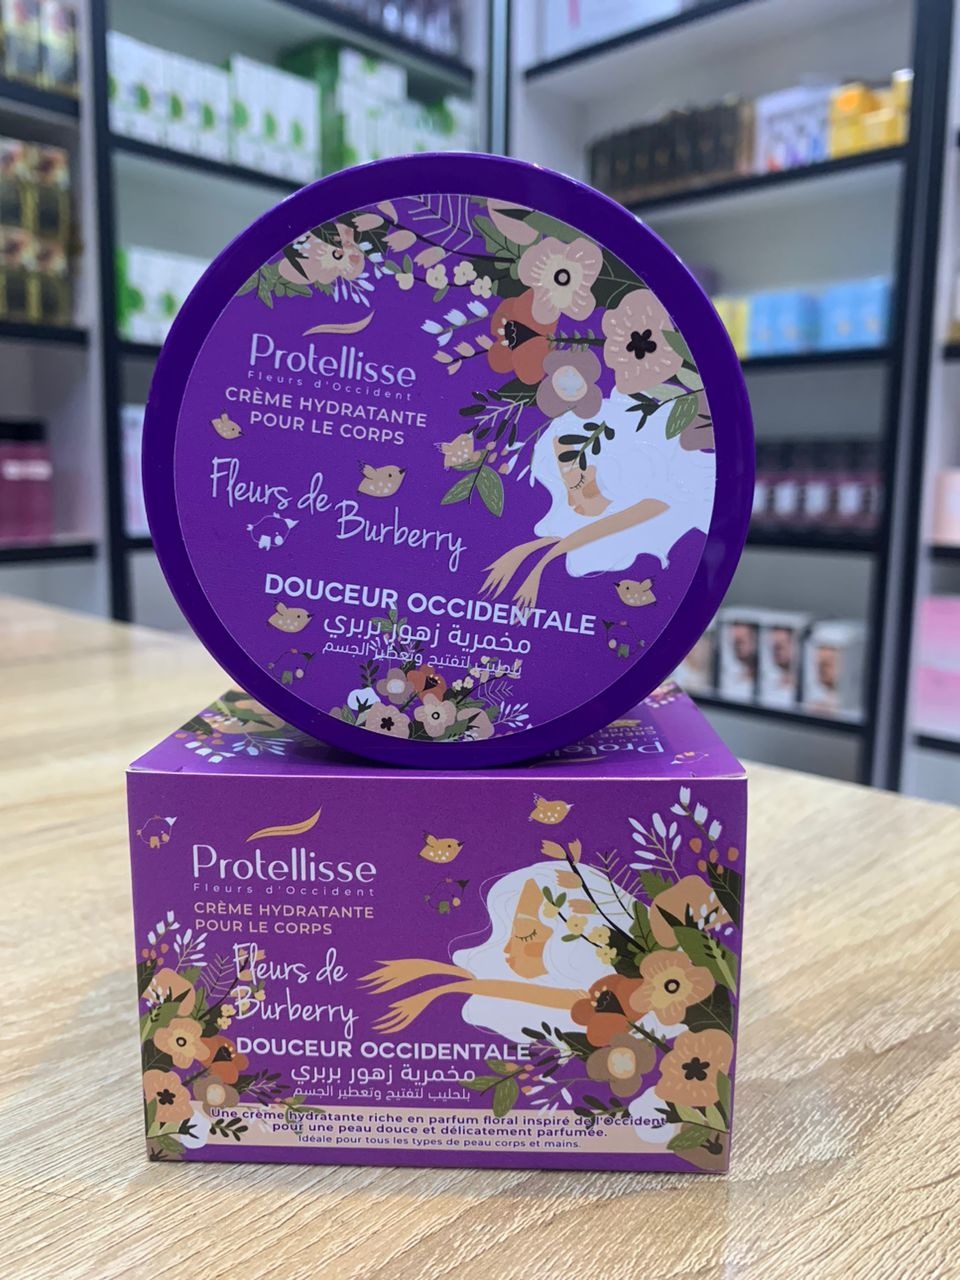 Protellisse
Fleurs d'Occident
CRÈME HYDRATANTE
POUR LE CORPS
Fleurs de
Burberry
DOUCEUR OCCIDENTALE
مخمرية زهور بربري
بلحليب لتفتيح وتعطير الجسم
Protellisse
Fleurs d'Occident
CRÈME HYDRATANTE
POUR LE CORPS
Fleurs de
Burberry
DOUCEUR OCCIDENTALE
مخمرية زهور بربري
بلحليب لتفتيح وتعطير الجسم
Une crème hydratante riche en parfum floral inspiré de l'Occident
pour une peau douce et délicatement parfumée.
Idéale pour tous les types de peau corps et mains.